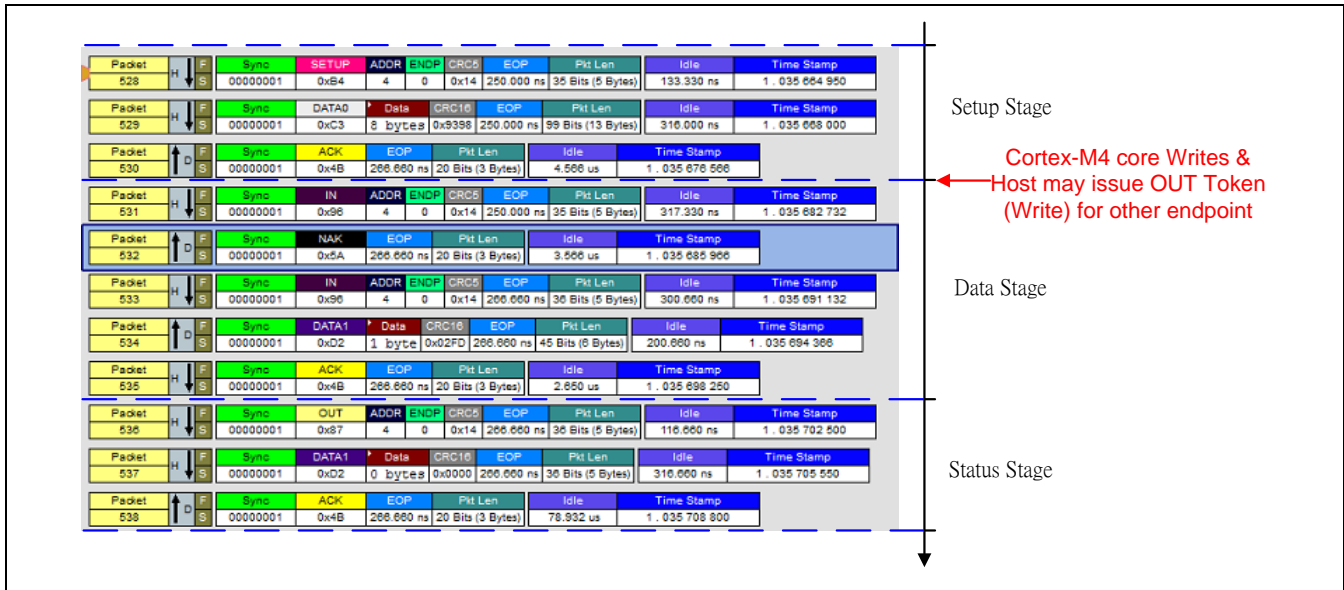 Packet H F Sync SETUP ADDR ENDP CRC5 EOP Pkt Len Idle Time Stamp
528 S 00000001 0xB4 4 0 0x14 250.000 ns 35 Bits (5 Bytes) 133.330 ns 1 . 035 664 950
Packet H F Sync DATA0 Data CRC16 EOP Pkt Len Idle Time Stamp
529 S 00000001 0xC3 8 bytes 0x9398 250.000 ns 99 Bits (13 Bytes) 316.000 ns 1 . 035 668 000
Setup Stage
Packet D F Sync ACK EOP Pkt Len Idle Time Stamp
530 S 00000001 0x4B 266.660 ns 20 Bits (3 Bytes) 4.566 us 1 . 035 676 566
Cortex-M4 core Writes &
Host may issue OUT Token
(Write) for other endpoint
Packet H F Sync IN ADDR ENDP CRC5 EOP Pkt Len Idle Time Stamp
531 S 00000001 0x96 4 0 0x14 250.000 ns 35 Bits (5 Bytes) 317.330 ns 1 . 035 682 732
Packet D F Sync NAK EOP Pkt Len Idle Time Stamp
532 S 00000001 0x5A 266.660 ns 20 Bits (3 Bytes) 3.566 us 1 . 035 685 966
Packet H F Sync IN ADDR ENDP CRC5 EOP Pkt Len Idle Time Stamp
533 S 00000001 0x96 4 0 0x14 266.660 ns 36 Bits (5 Bytes) 300.660 ns 1 . 035 691 132
Data Stage
Packet D F Sync DATA1 Data CRC16 EOP Pkt Len Idle Time Stamp
534 S 00000001 0xD2 1 byte 0x02FD 266.660 ns 45 Bits (6 Bytes) 200.660 ns 1 . 035 694 366
Packet H F Sync ACK EOP Pkt Len Idle Time Stamp
535 S 00000001 0x4B 266.660 ns 20 Bits (3 Bytes) 2.650 us 1 . 035 698 250
Packet H F Sync OUT ADDR ENDP CRC5 EOP Pkt Len Idle Time Stamp
536 S 00000001 0x87 4 0 0x14 266.660 ns 36 Bits (5 Bytes) 116.660 ns 1 . 035 702 500
Packet H F Sync DATA1 Data CRC16 EOP Pkt Len Idle Time Stamp
537 S 00000001 0xD2 0 bytes 0x0000 266.660 ns 36 Bits (5 Bytes) 316.660 ns 1 . 035 705 550
Status Stage
Packet D F Sync ACK EOP Pkt Len Idle Time Stamp
538 S 00000001 0x4B 266.660 ns 20 Bits (3 Bytes) 78.932 us 1 . 035 708 800